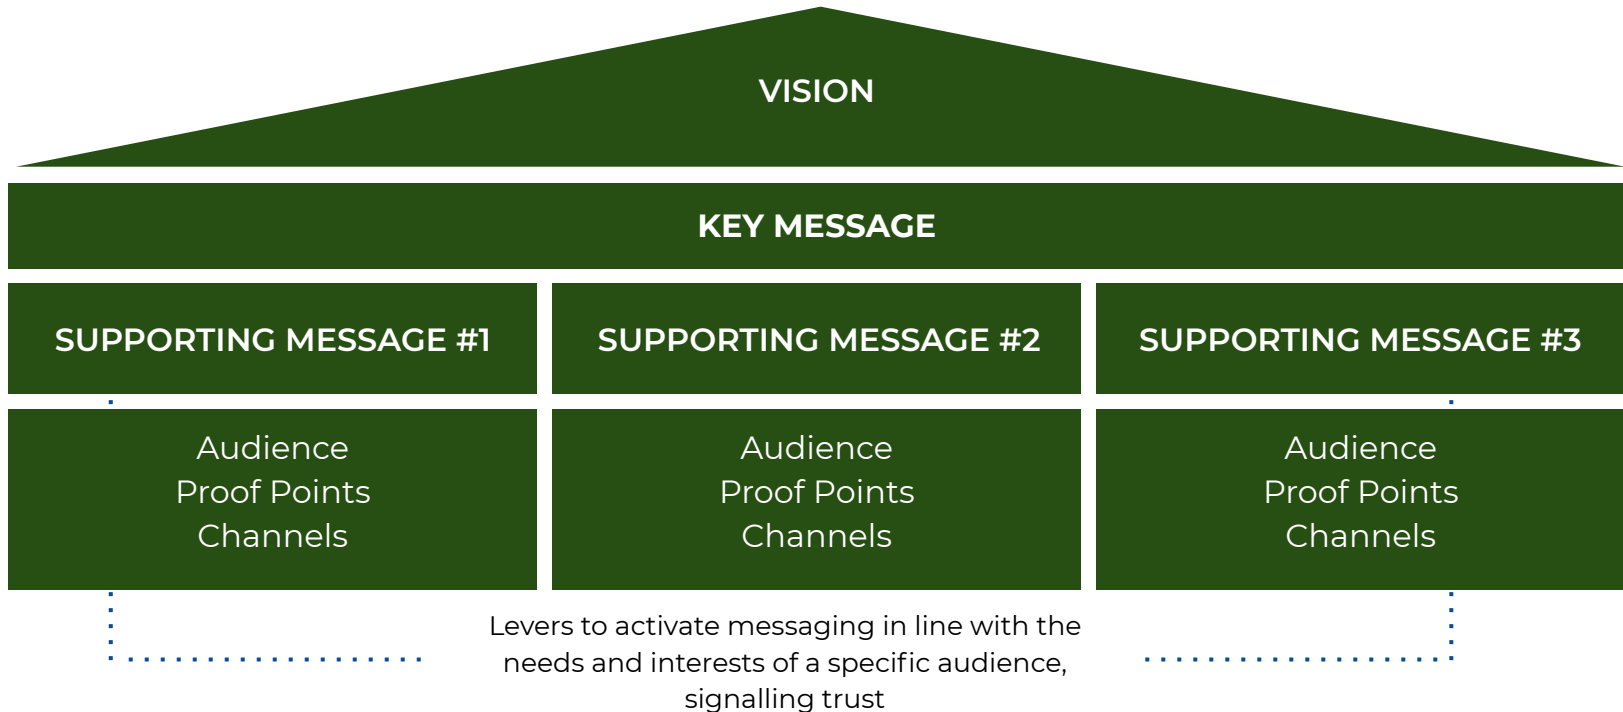 VISION
KEY MESSAGE
SUPPORTING MESSAGE #1
SUPPORTING MESSAGE #2
SUPPORTING MESSAGE #3
Audience
Proof Points
Channels
Audience
Proof Points
Channels
Audience
Proof Points
Channels
Levers to activate messaging in line with the
needs and interests of a specific audience,
signalling trust